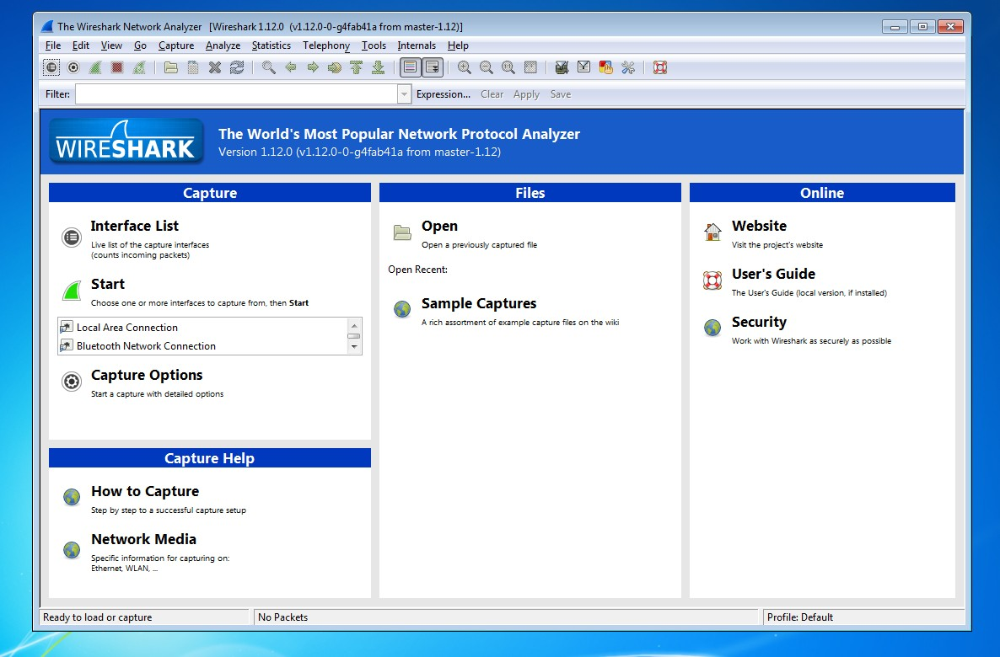 The Wireshark Network Analyzer [Wireshark 1.12.0 (v1.12.0-0-g4fab41a from master-1.12)]
File Edit View Go Capture Analyze Statistics Telephony Tools Internals Help
Filter: Expression... Clear Apply Save
WIRESHARK
The World's Most Popular Network Protocol Analyzer
Version 1.12.0 (v1.12.0-0-g4fab41a from master-1.12)
Capture
Interface List
Live list of the capture interfaces
(counts incoming packets)
Start
Choose one or more interfaces to capture from, then Start
Local Area Connection
Bluetooth Network Connection
Capture Options
Start a capture with detailed options
Capture Help
How to Capture
Step by step to a successful capture setup
Network Media
Specific information for capturing on:
Ethernet, WLAN, ...
Files
Open
Open a previously captured file
Open Recent:
Sample Captures
A rich assortment of example capture files on the wiki
Online
Website
Visit the project's website
User's Guide
The User's Guide (local version, if installed)
Security
Work with Wireshark as securely as possible
Ready to load or capture
No Packets
Profile: Default